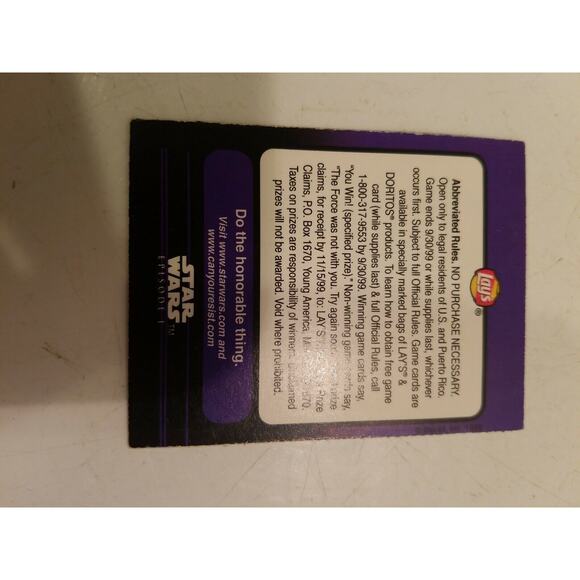 Lay's®
Abbreviated Rules. NO PURCHASE NECESSARY.
Open only to legal residents of U.S. and Puerto Rico.
Game ends 9/30/99 or while supplies last, whichever
occurs first. Subject to full Official Rules. Game cards are
available in specially marked bags of LAY'S® &
DORITOS® products. To learn how to obtain free game
card (while supplies last) & full Official Rules, call
1-800-317-9553 by 9/30/99. Winning game cards say,
"You Win! (specified prize)." Non-winning game cards say,
"The Force was not with you. Try again soon." Prize
claims, for receipt by 11/15/99, to: LAY'S Prize
Claims, P.O. Box 1670, Young America, 
Taxes on prizes are responsibility of winners. Unclaimed
prizes will not be awarded. Void where prohibited.
Do the honorable thing.
Visit www.starwars.com and
www.canyouresist.com.
STAR
WARS™
EPISODE I